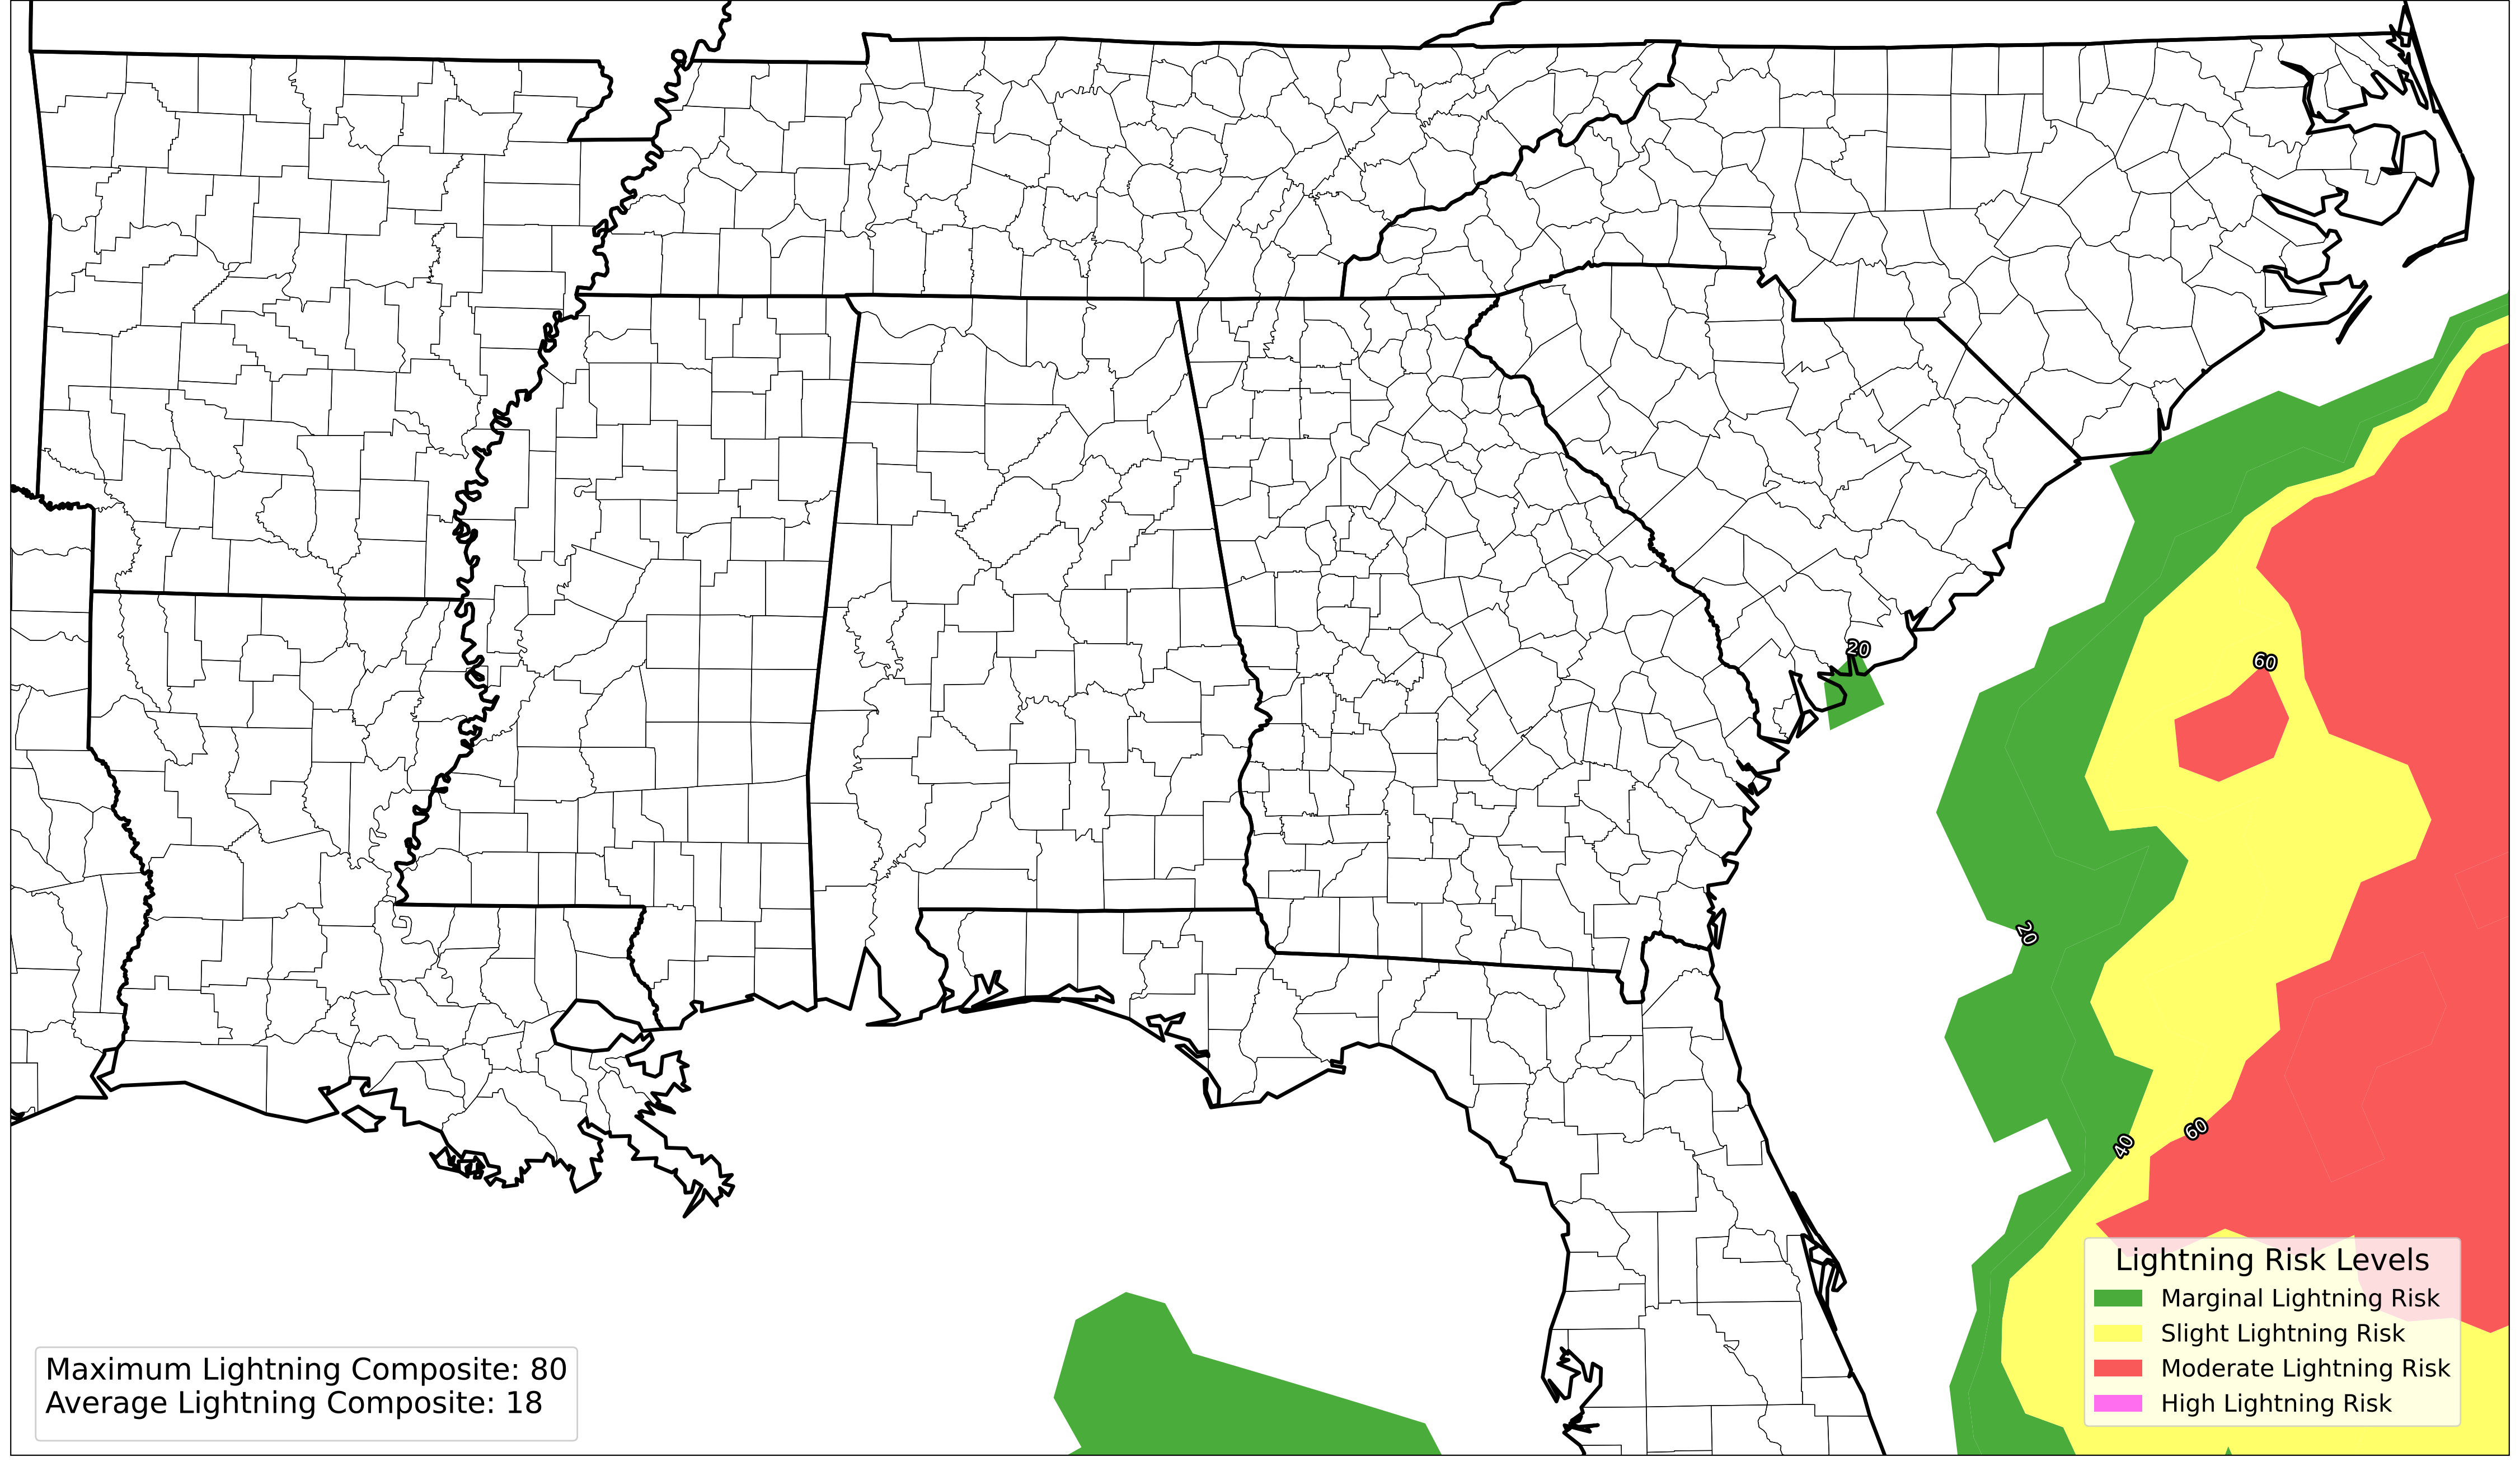 20
60
20
40
60
Lightning Risk Levels
Marginal Lightning Risk
Slight Lightning Risk
Moderate Lightning Risk
High Lightning Risk
Maximum Lightning Composite: 80
Average Lightning Composite: 18